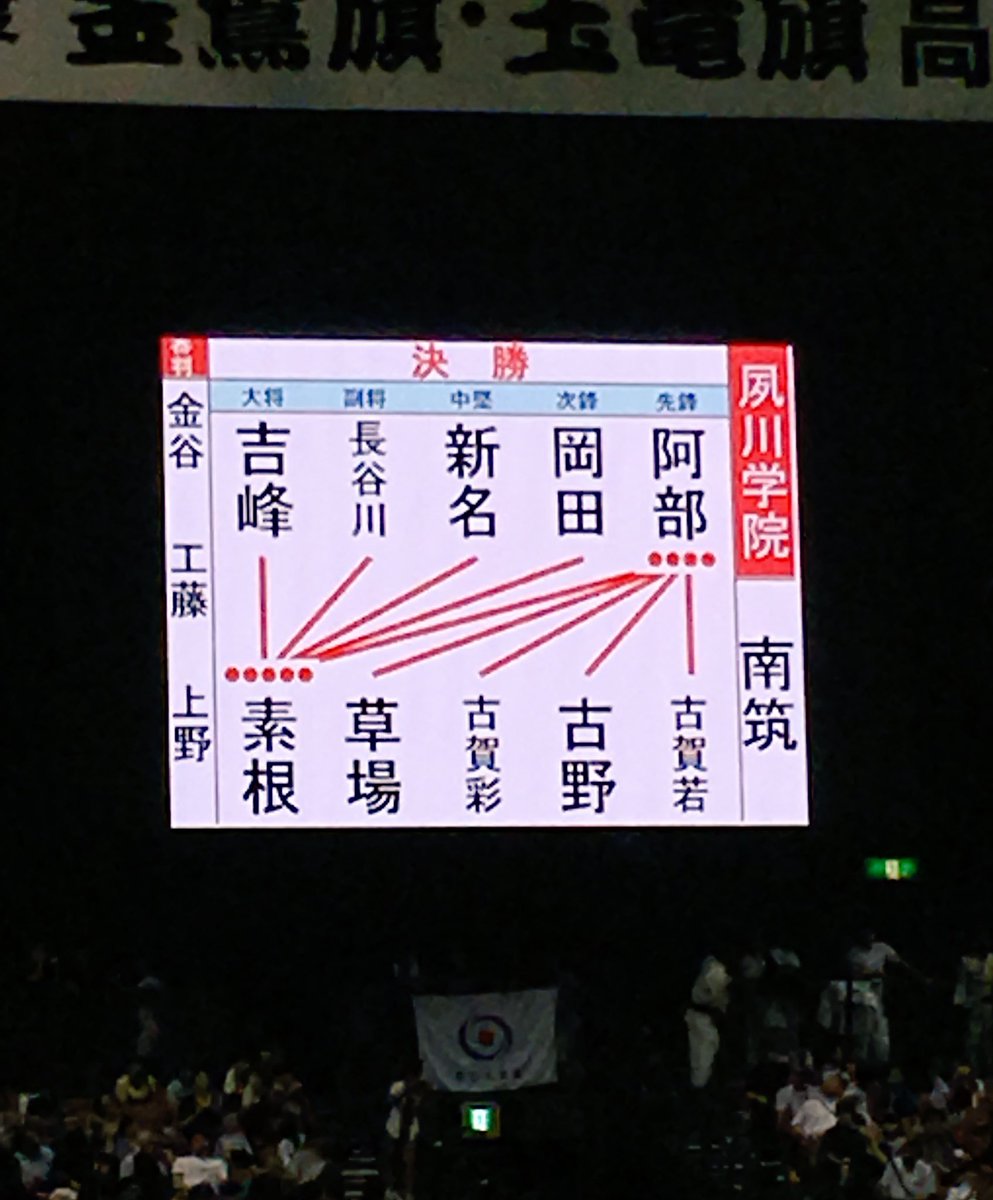 金鷲旗・玉竜旗高
決 勝
審判
大将 副将 中堅 次鋒 先鋒
夙川学院
吉峰 長谷川 新名 岡田 阿部
金谷
工藤
上野
南筑
素根 草場 古賀彩 古野 古賀若